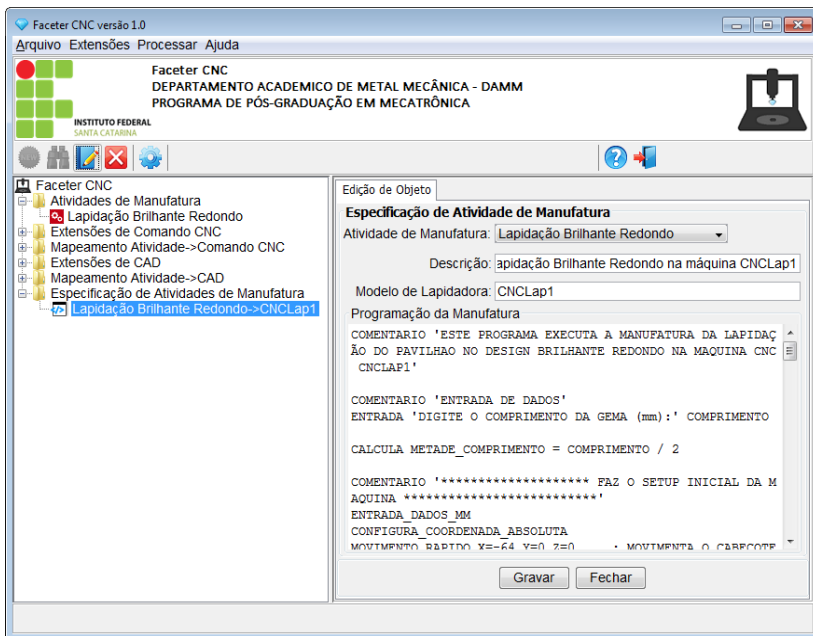 Faceter CNC versão 1.0
Arquivo Extensões Processar Ajuda
Faceter CNC
DEPARTAMENTO ACADEMICO DE METAL MECÂNICA - DAMM
PROGRAMA DE PÓS-GRADUAÇÃO EM MECATRÔNICA
INSTITUTO FEDERAL
SANTA CATARINA
Faceter CNC
Atividades de Manufatura
Lapidação Brilhante Redondo
Extensões de Comando CNC
Mapeamento Atividade->Comando CNC
Extensões de CAD
Mapeamento Atividade->CAD
Especificação de Atividades de Manufatura
Lapidação Brilhante Redondo->CNCLap1
Edição de Objeto
Especificação de Atividade de Manufatura
Atividade de Manufatura: Lapidação Brilhante Redondo
Descrição: apidação Brilhante Redondo na máquina CNCLap1
Modelo de Lapidadora: CNCLap1
Programação da Manufatura
COMENTARIO 'ESTE PROGRAMA EXECUTA A MANUFATURA DA LAPIDAÇ
ÃO DO PAVILHAO NO DESIGN BRILHANTE REDONDO NA MAQUINA CNC
CNCLAP1'
COMENTARIO 'ENTRADA DE DADOS'
ENTRADA 'DIGITE O COMPRIMENTO DA GEMA (mm):' COMPRIMENTO
CALCULA METADE_COMPRIMENTO = COMPRIMENTO / 2
COMENTARIO '******************** FAZ O SETUP INICIAL DA M
AQUINA **************************'
ENTRADA_DADOS_MM
CONFIGURA_COORDENADA_ABSOLUTA
MOVIMENTO_RAPIDO X=-64 Y=0 Z=0 ; MOVIMENTA O CABECOTE
Gravar Fechar